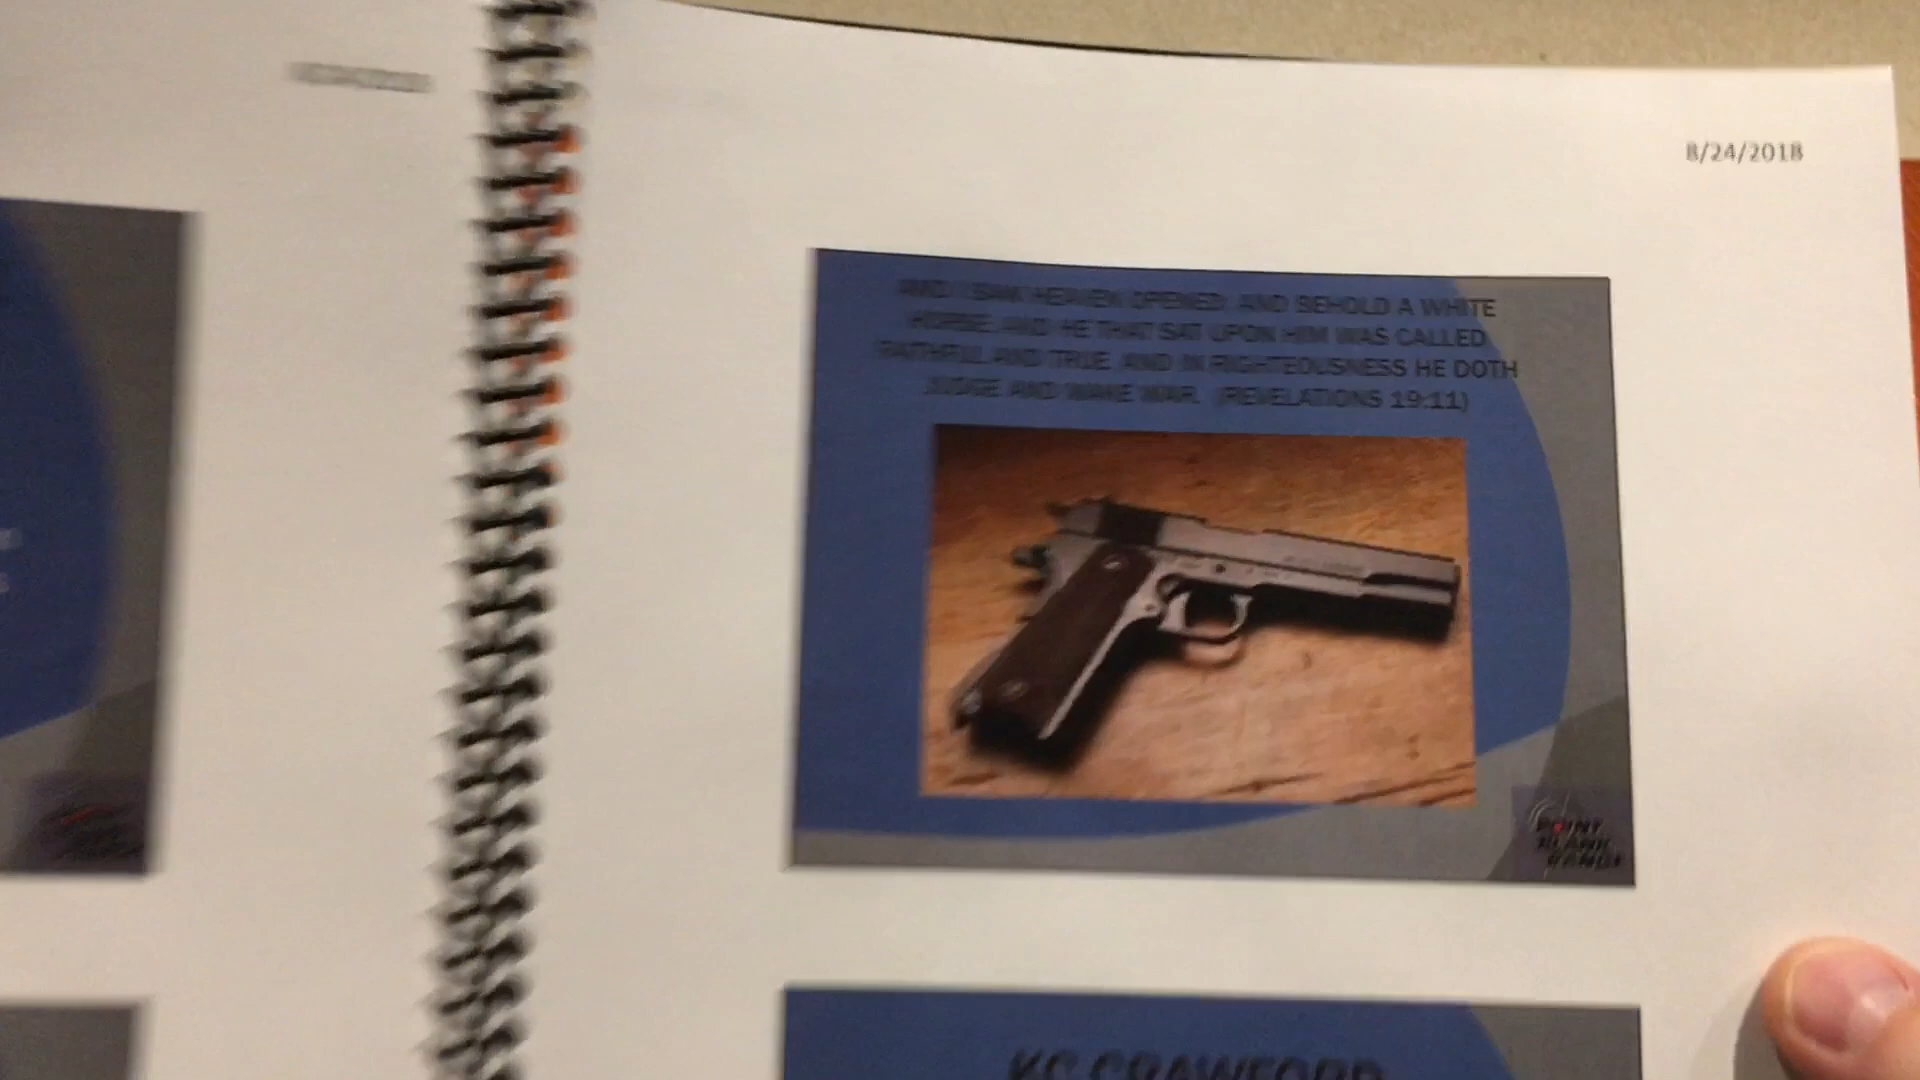 8/24/2018
AND I SAW HEAVEN OPENED, AND BEHOLD A WHITE
HORSE; AND HE THAT SAT UPON HIM WAS CALLED
FAITHFUL AND TRUE, AND IN RIGHTEOUSNESS HE DOTH
JUDGE AND MAKE WAR. (REVELATIONS 19:11)
POINT
BLANK
RANGE
KC CRAWFORD